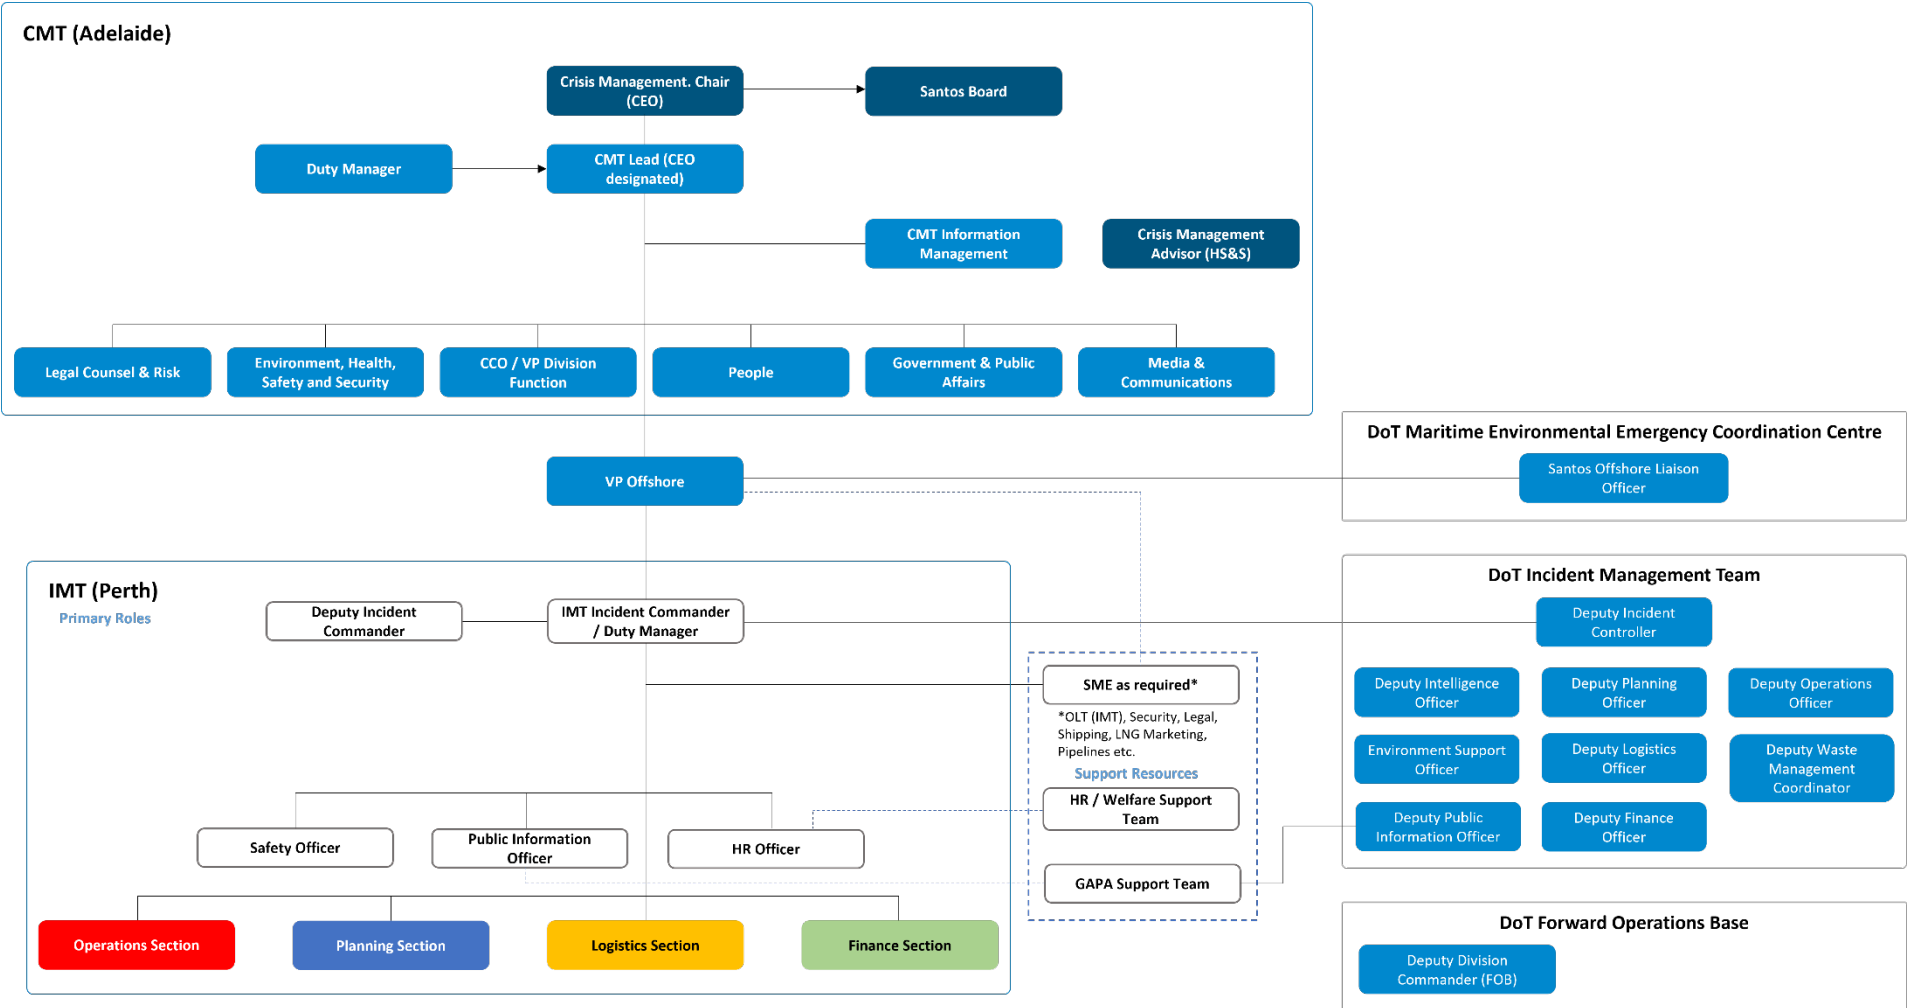 CMT (Adelaide)
Crisis Management. Chair
(CEO)
Santos Board
Duty Manager
CMT Lead (CEO
designated)
CMT Information
Management
Crisis Management
Advisor (HS&S)
Legal Counsel & Risk
Environment, Health,
Safety and Security
CCO / VP Division
Function
People
Government & Public
Affairs
Media &
Communications
VP Offshore
DoT Maritime Environmental Emergency Coordination Centre
Santos Offshore Liaison
Officer
IMT (Perth)
Primary Roles
Deputy Incident
Commander
IMT Incident Commander
/ Duty Manager
SME as required*
*OLT (IMT), Security, Legal,
Shipping, LNG Marketing,
Pipelines etc.
Support Resources
HR / Welfare Support
Team
GAPA Support Team
Safety Officer
Public Information
Officer
HR Officer
Operations Section
Planning Section
Logistics Section
Finance Section
DoT Incident Management Team
Deputy Incident
Controller
Deputy Intelligence
Officer
Deputy Planning
Officer
Deputy Operations
Officer
Environment Support
Officer
Deputy Logistics
Officer
Deputy Waste
Management
Coordinator
Deputy Public
Information Officer
Deputy Finance
Officer
DoT Forward Operations Base
Deputy Division
Commander (FOB)